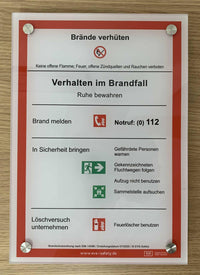 Brände verhüten
Keine offene Flamme; Feuer, offene Zündquellen und Rauchen verboten
Verhalten im Brandfall
Ruhe bewahren
Brand melden
Notruf: (0) 112
In Sicherheit bringen
Gefährdete Personen
warnen
Gekennzeichneten
Fluchtwegen folgen
Aufzug nicht benutzen
Sammelstelle aufsuchen
Löschversuch
unternehmen
Feuerlöscher benutzen